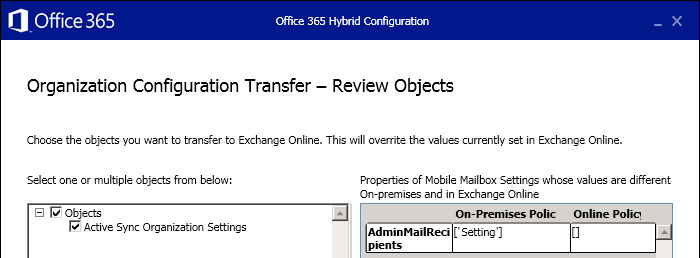 Office 365
Office 365 Hybrid Configuration
Organization Configuration Transfer – Review Objects
Choose the objects you want to transfer to Exchange Online. This will overrite the values currently set in Exchange Online.
Select one or multiple objects from below:
Objects
Active Sync Organization Settings
Properties of Mobile Mailbox Settings whose values are different
On-premises and in Exchange Online
On-Premises Polic
Online Policy
AdminMailReci
pients
['Setting']
[]